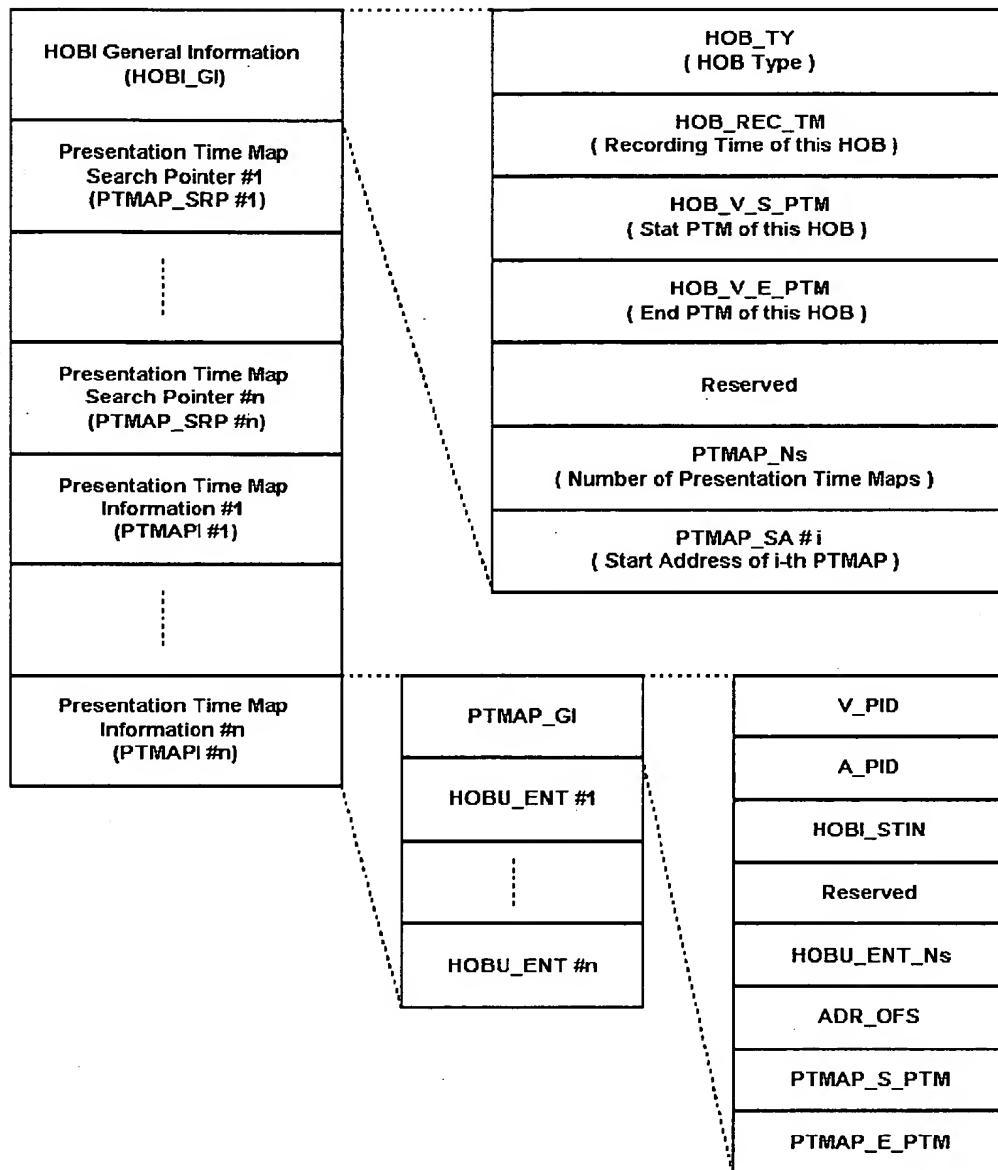 HOBI General Information
(HOBI_GI)
Presentation Time Map
Search Pointer #1
(PTMAP_SRP #1)
Presentation Time Map
Search Pointer #n
(PTMAP_SRP #n)
Presentation Time Map
Information #1
(PTMAPI #1)
Presentation Time Map
Information #n
(PTMAPI #n)
HOB_TY
( HOB Type )
HOB_REC_TM
( Recording Time of this HOB )
HOB_V_S_PTM
( Stat PTM of this HOB )
HOB_V_E_PTM
( End PTM of this HOB )
Reserved
PTMAP_Ns
( Number of Presentation Time Maps )
PTMAP_SA # i
( Start Address of i-th PTMAP )
PTMAP_GI
HOBU_ENT #1
HOBU_ENT #n
V_PID
A_PID
HOBI_STIN
Reserved
HOBU_ENT_Ns
ADR_OFS
PTMAP_S_PTM
PTMAP_E_PTM